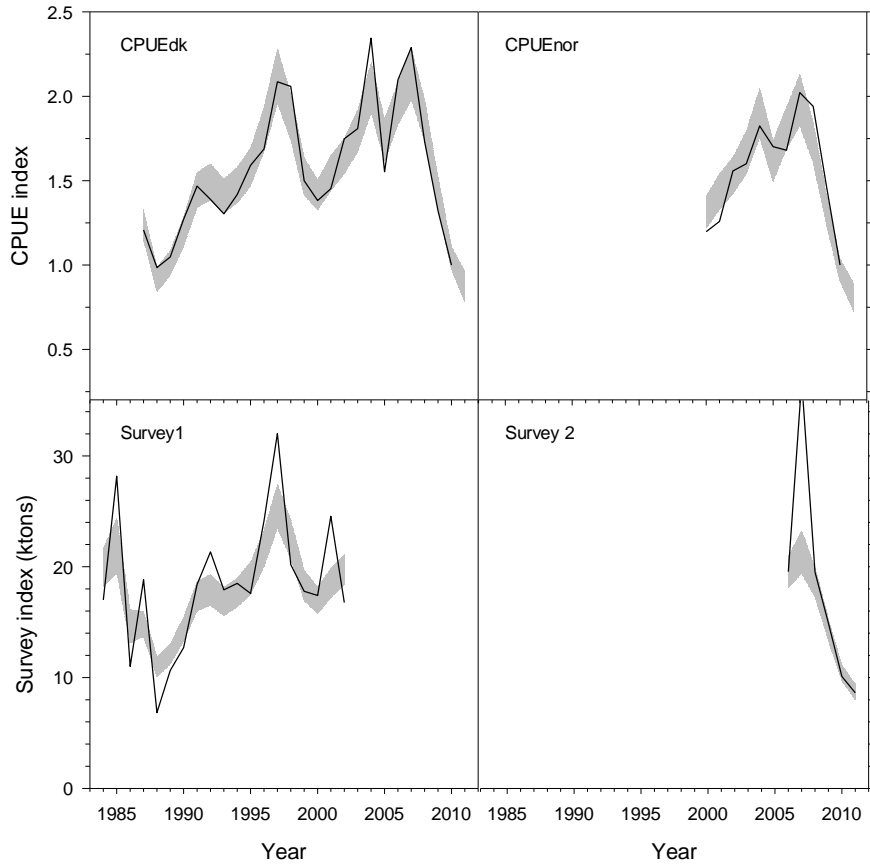 2.5
CPUEdk
CPUEnor
2.0
1.5
1.0
0.5
CPUE index
Survey1
Survey 2
30
20
10
0
Survey index (ktons)
1985 1990 1995 2000 2005 2010
1985 1990 1995 2000 2005 2010
Year
Year